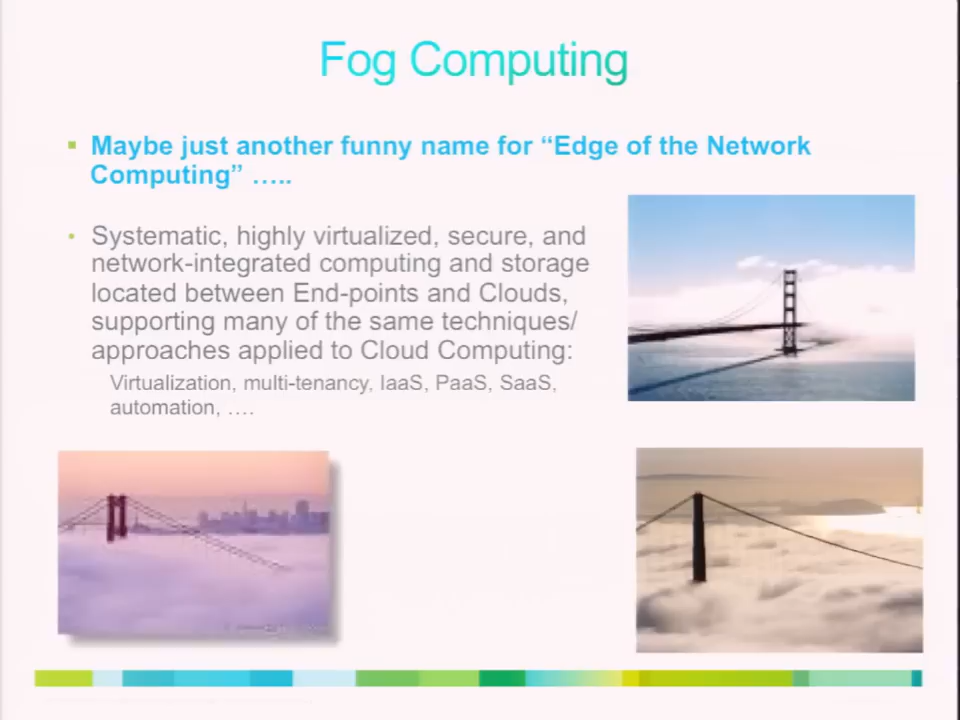 Fog Computing
Maybe just another funny name for “Edge of the Network
Computing” …..
Systematic, highly virtualized, secure, and
network-integrated computing and storage
located between End-points and Clouds,
supporting many of the same techniques/
approaches applied to Cloud Computing:
Virtualization, multi-tenancy, IaaS, PaaS, SaaS,
automation, ….